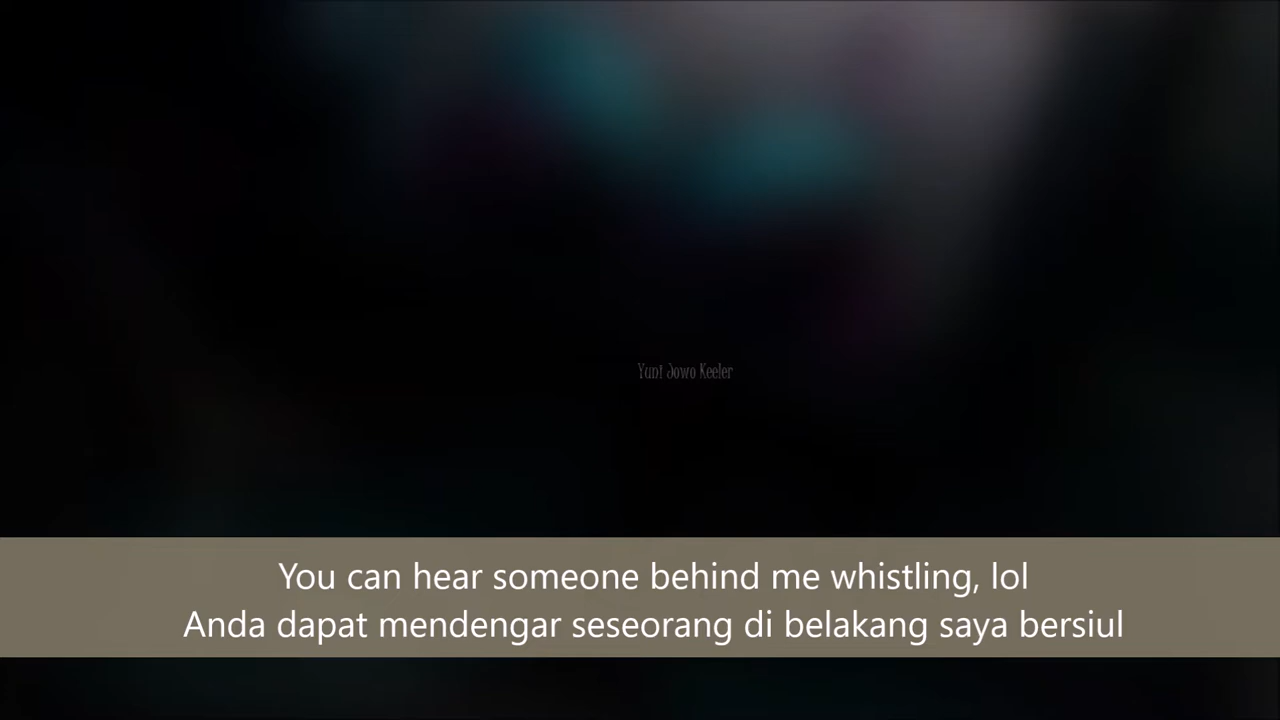 Yuni Jowo Keeler
You can hear someone behind me whistling, lol
Anda dapat mendengar seseorang di belakang saya bersiul